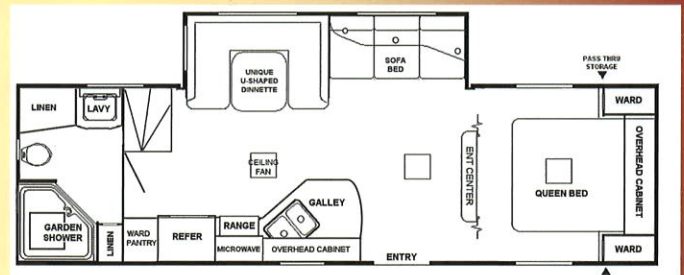 PASS THRU
STORAGE
UNIQUE
U-SHAPED
DINNETTE
SOFA
BED
LINEN
LAVY
WARD
OVERHEAD CABINET
ENT CENTER
QUEEN BED
CEILING
FAN
GALLEY
GARDEN
SHOWER
LINEN
WARD
PANTRY
REFER
RANGE
MICROWAVE
OVERHEAD CABINET
ENTRY
WARD